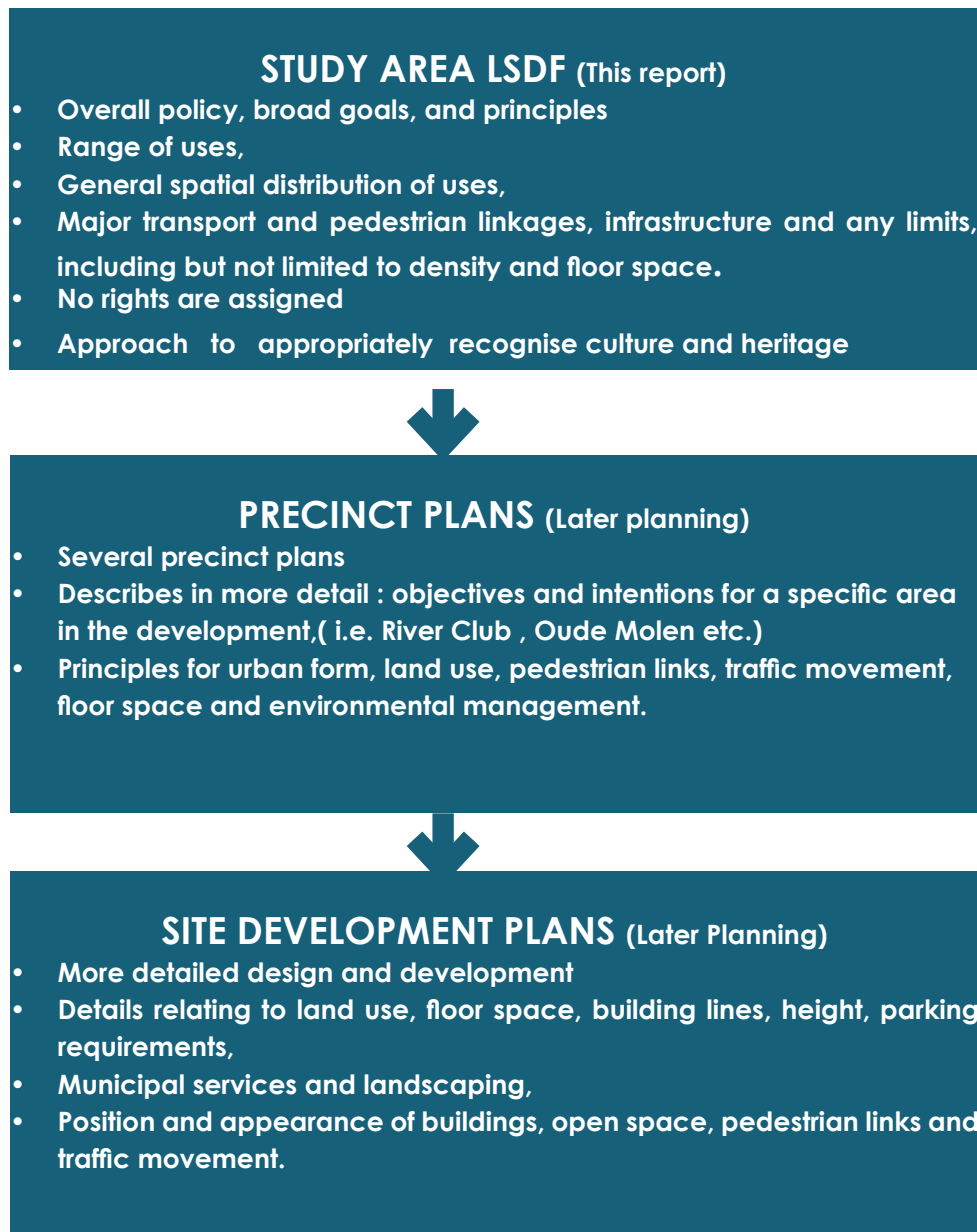 STUDY AREA LSDF (This report)
• Overall policy, broad goals, and principles
• Range of uses,
• General spatial distribution of uses,
• Major transport and pedestrian linkages, infrastructure and any limits,
including but not limited to density and floor space.
• No rights are assigned
• Approach to appropriately recognise culture and heritage
PRECINCT PLANS (Later planning)
• Several precinct plans
• Describes in more detail : objectives and intentions for a specific area
in the development,( i.e. River Club , Oude Molen etc.)
• Principles for urban form, land use, pedestrian links, traffic movement,
floor space and environmental management.
SITE DEVELOPMENT PLANS (Later Planning)
• More detailed design and development
• Details relating to land use, floor space, building lines, height, parking
requirements,
• Municipal services and landscaping,
• Position and appearance of buildings, open space, pedestrian links and
traffic movement.